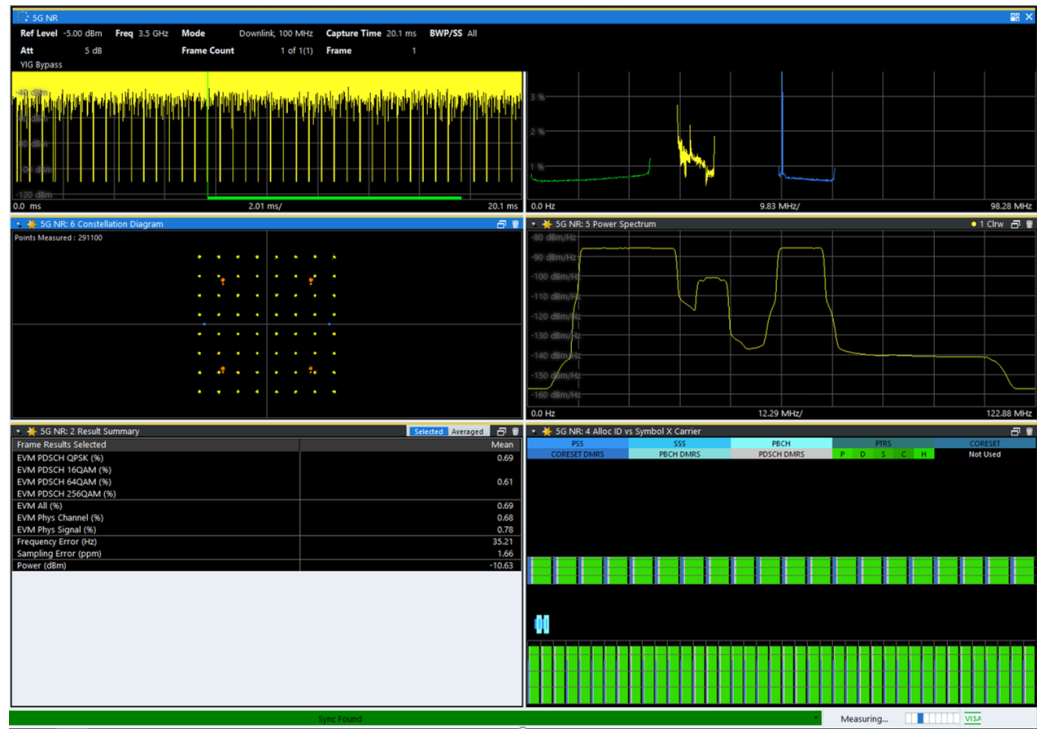 5G NR
Ref Level -5.00 dBm Freq 3.5 GHz Mode Downlink, 100 MHz Capture Time 20.1 ms BWP/SS All
Att 5 dB Frame Count 1 of 1(1) Frame 1
YIG Bypass
-40 dBm
-120 dBm
0.0 ms 2.01 ms/ 20.1 ms
3 %
2 %
1 %
0.0 Hz 9.83 MHz/ 98.28 MHz
5G NR: 6 Constellation Diagram
Points Measured : 291100
5G NR: 5 Power Spectrum 1 Clrw
-80 dBm/Hz
-90 dBm/Hz
-100 dBm/Hz
-110 dBm/Hz
-120 dBm/Hz
-130 dBm/Hz
-140 dBm/Hz
-150 dBm/Hz
-160 dBm/Hz
0.0 Hz 12.29 MHz/ 122.88 MHz
5G NR: 2 Result Summary Selected Averaged
Frame Results Selected Mean
EVM PDSCH QPSK (%) 0.69
EVM PDSCH 16QAM (%)
EVM PDSCH 64QAM (%) 0.61
EVM PDSCH 256QAM (%)
EVM All (%) 0.69
EVM Phys Channel (%) 0.68
EVM Phys Signal (%) 0.78
Frequency Error (Hz) 35.21
Sampling Error (ppm) 1.66
Power (dBm) -10.63
5G NR: 4 Alloc ID vs Symbol X Carrier
PSS SSS PBCH PTRS CORESET
CORESET DMRS PBCH DMRS PDSCH DMRS P D S C H Not Used
Sync Found
Measuring...
VISA